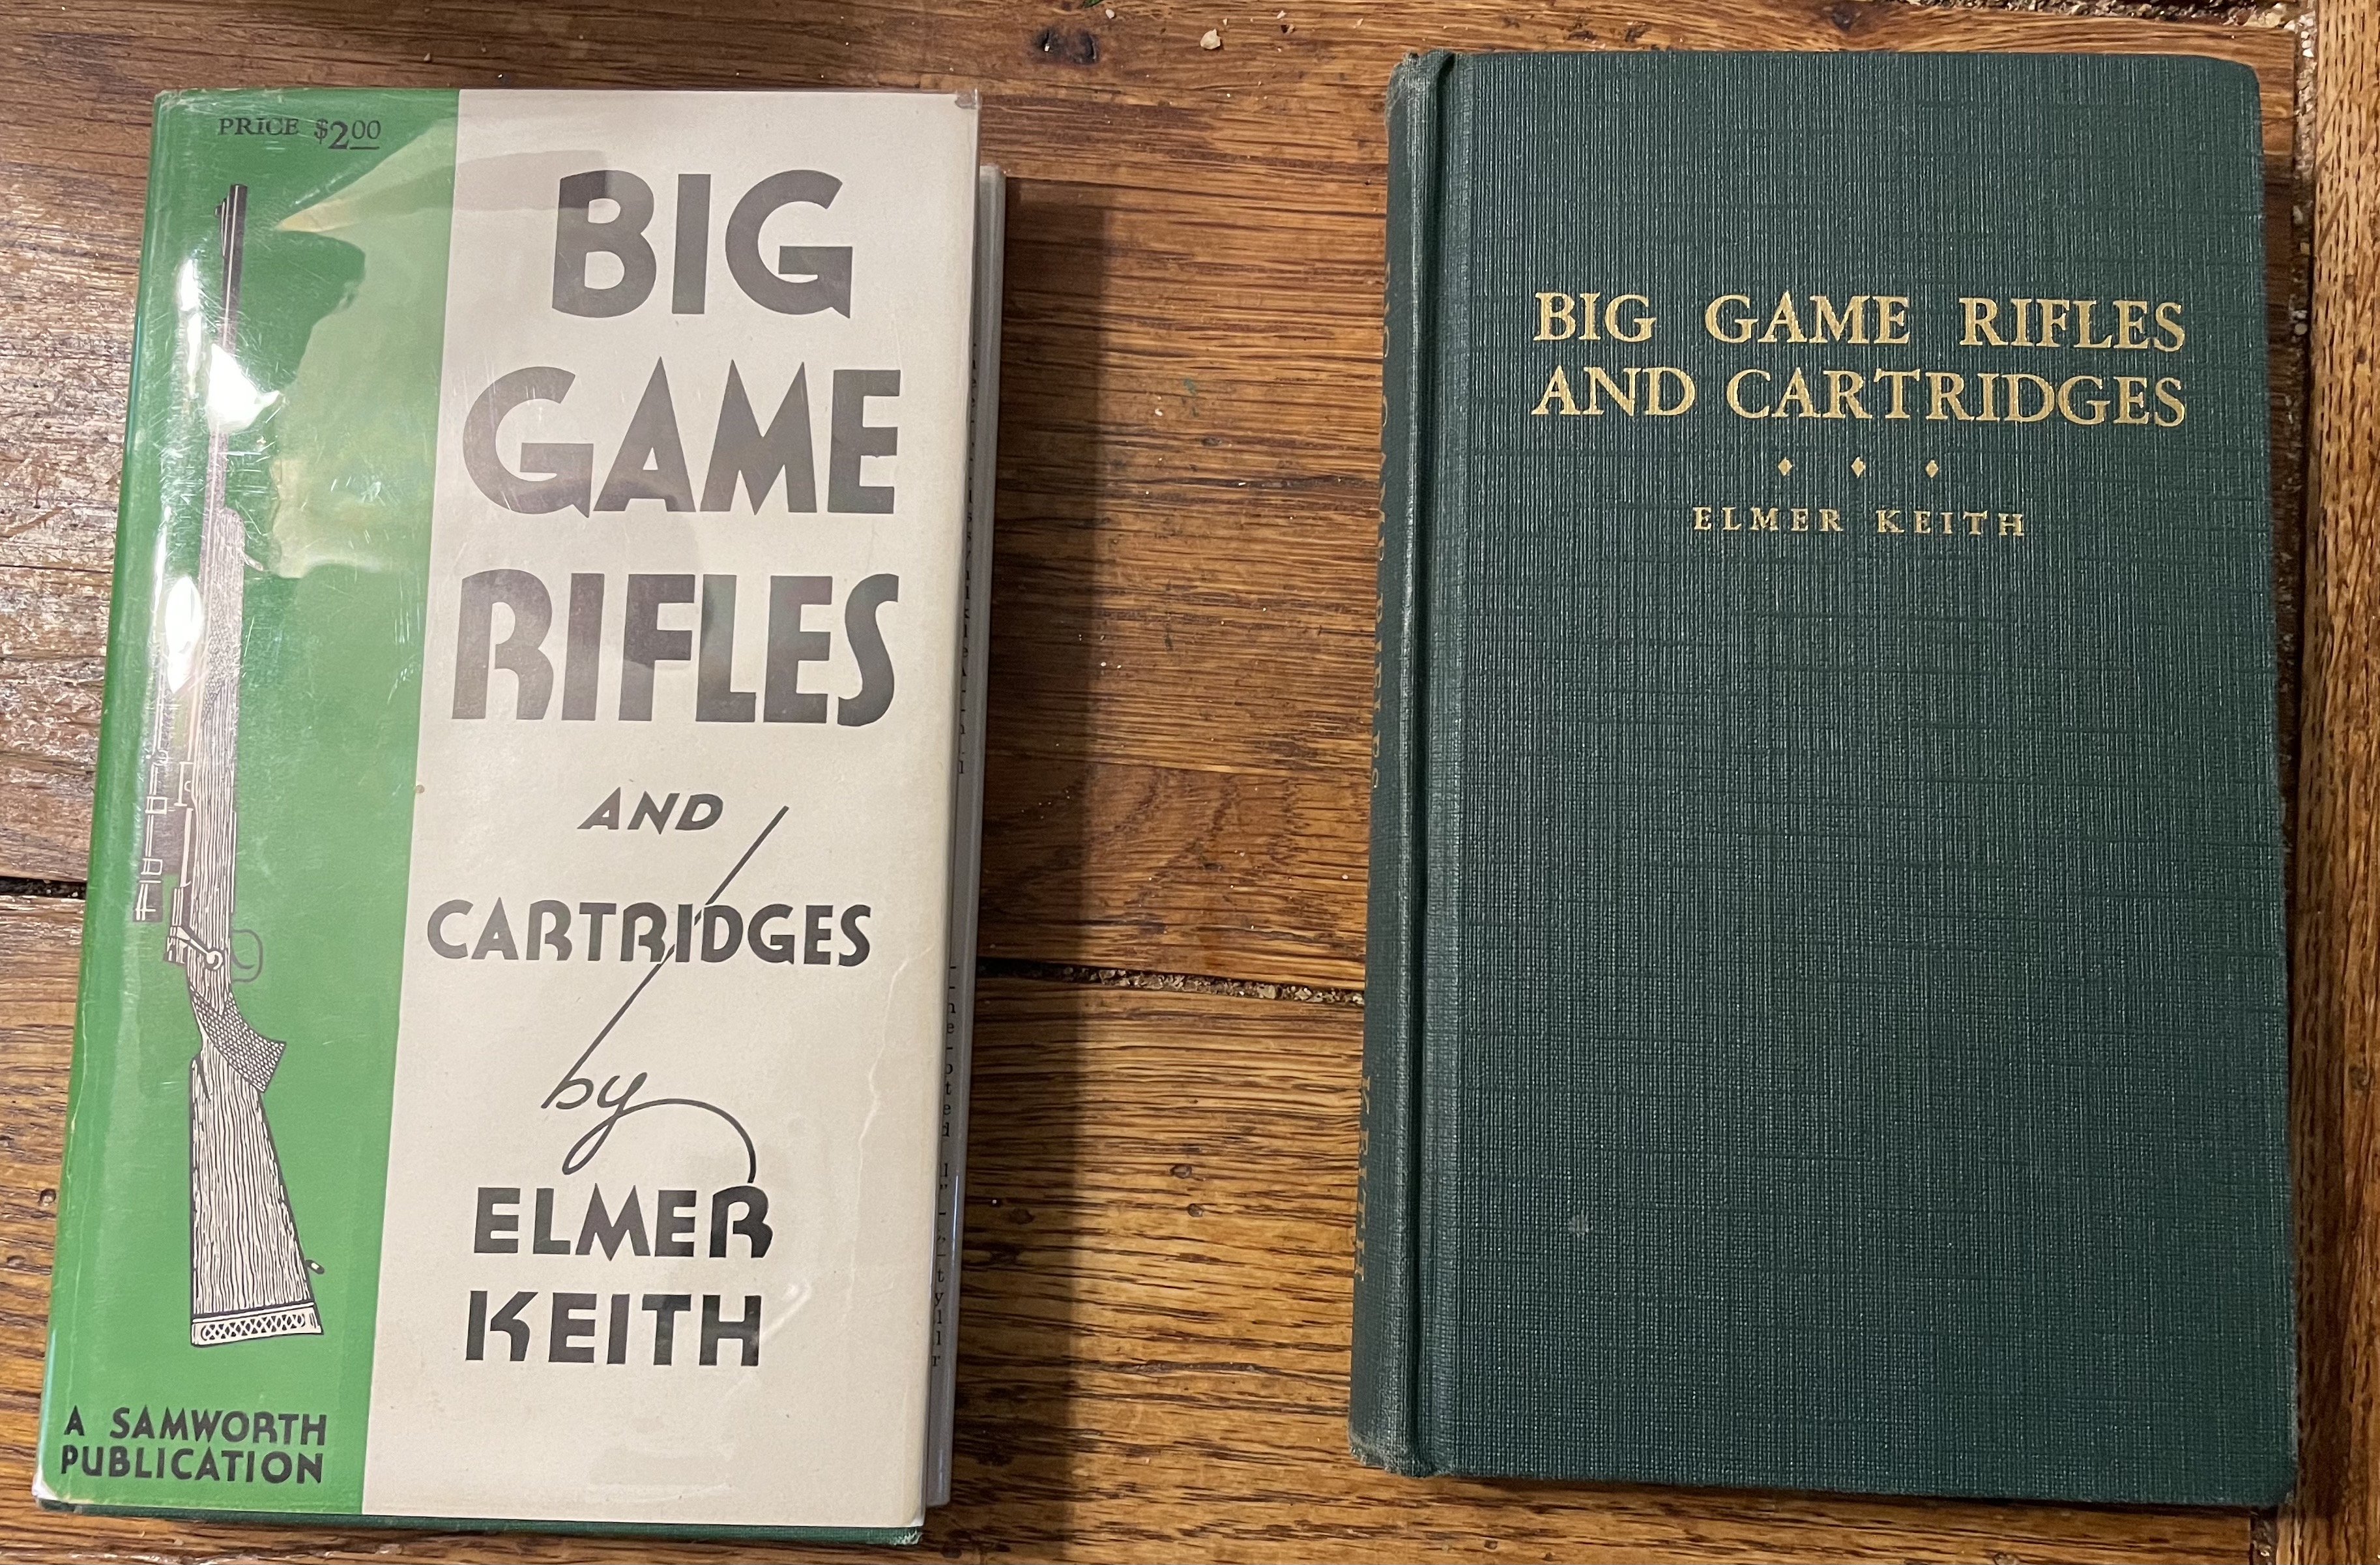 PRICE $2.00
BIG
GAME
RIFLES
AND
CARTRIDGES
by
ELMER
KEITH
A SAMWORTH
PUBLICATION
BIG GAME RIFLES
AND CARTRIDGES
ELMER KEITH
KEITH